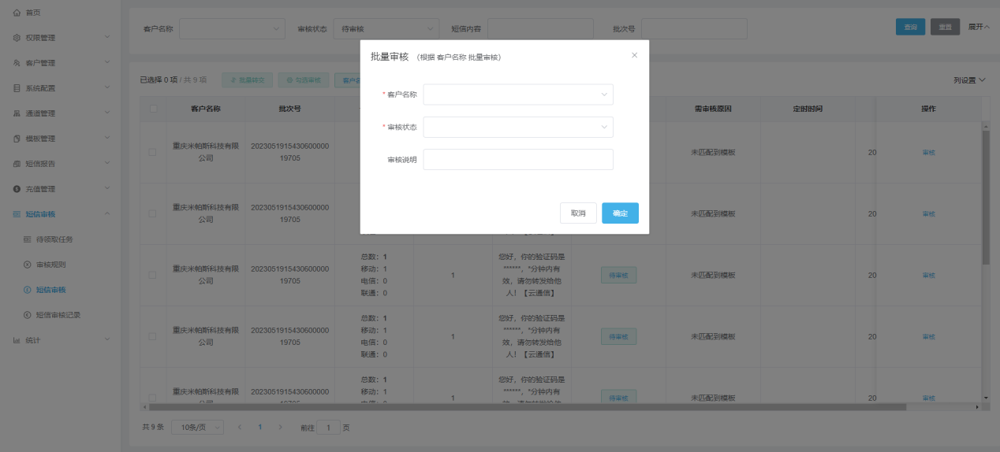 首页
权限管理
客户管理
系统配置
通道管理
模板管理
短信报告
充值管理
短信审核
待领取任务
审核规则
短信审核
短信审核记录
统计
客户名称
审核状态 待审核
短信内容
批次号
查询 重置 展开
已选择 0 项 / 共 9 项
批量提交 勾选审核 客户名
列设置
批量审核 (根据 客户名称 批量审核)
* 客户名称
* 审核状态
审核说明
取消 确定
客户名称 批次号 需审核原因 定时时间 操作
重庆米帕斯科技有限
公司
2023051915430600000
19705
未匹配到模板 20 审核
重庆米帕斯科技有限
公司
2023051915430600000
19705
未匹配到模板 20 审核
重庆米帕斯科技有限
公司
2023051915430600000
19705
总数：1
移动：1
电信：0
联通：0
1
您好，你的验证码是
******，*分钟内有
效，请勿转发给他
人！【云通信】
待审核 未匹配到模板 20 审核
重庆米帕斯科技有限
公司
2023051915430600000
19705
总数：1
移动：1
电信：0
联通：0
1
您好，你的验证码是
******，*分钟内有
效，请勿转发给他
人！【云通信】
待审核 未匹配到模板 20 审核
重庆米帕斯科技有限
2023051915430600000
总数：1
移动：1
1
您好，你的验证码是
******，*分钟内有
待审核 未匹配到模板 20 审核
共 9 条 10条/页 1 前往 1 页